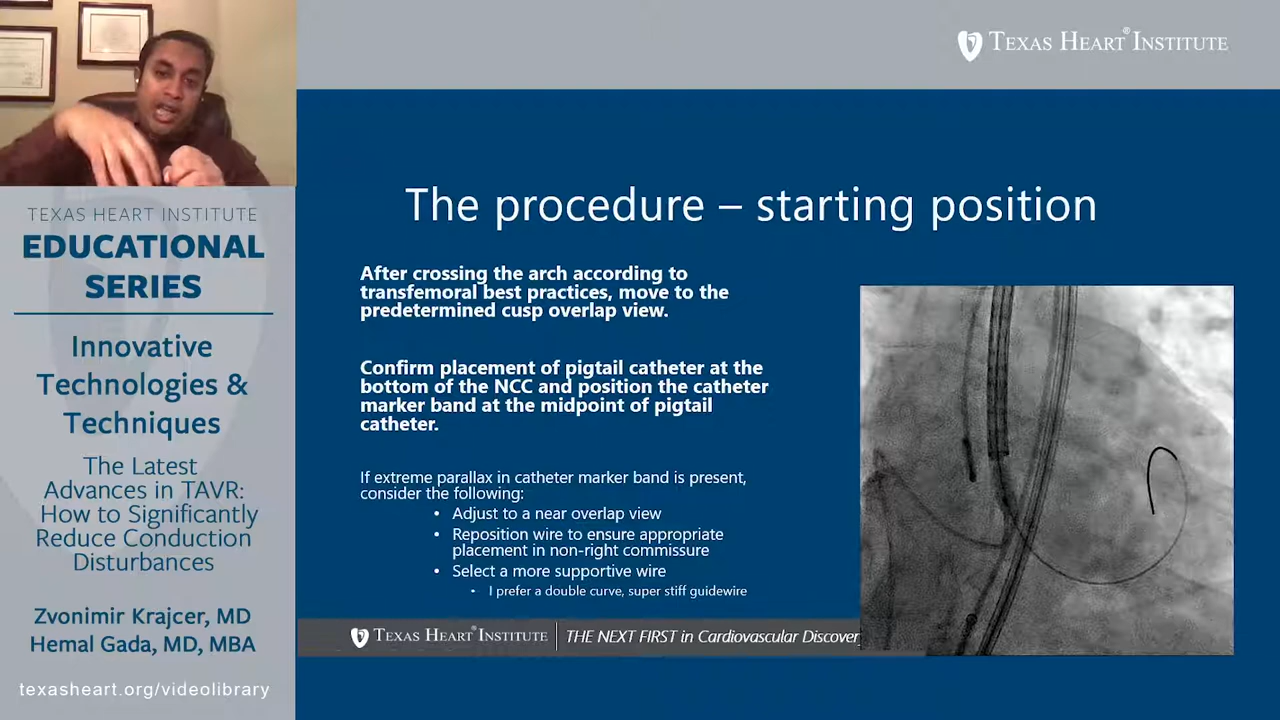 TEXAS HEART® INSTITUTE
The procedure – starting position
After crossing the arch according to
transfemoral best practices, move to the
predetermined cusp overlap view.
Confirm placement of pigtail catheter at the
bottom of the NCC and position the catheter
marker band at the midpoint of pigtail
catheter.
If extreme parallax in catheter marker band is present,
consider the following:
• Adjust to a near overlap view
• Reposition wire to ensure appropriate
placement in non-right commissure
• Select a more supportive wire
• I prefer a double curve, super stiff guidewire
TEXAS HEART® INSTITUTE
THE NEXT FIRST in Cardiovascular Discover
TEXAS HEART INSTITUTE
EDUCATIONAL
SERIES
Innovative
Technologies &
Techniques
The Latest
Advances in TAVR:
How to Significantly
Reduce Conduction
Disturbances
Zvonimir Krajcer, MD
Hemal Gada, MD, MBA
texasheart.org/videolibrary